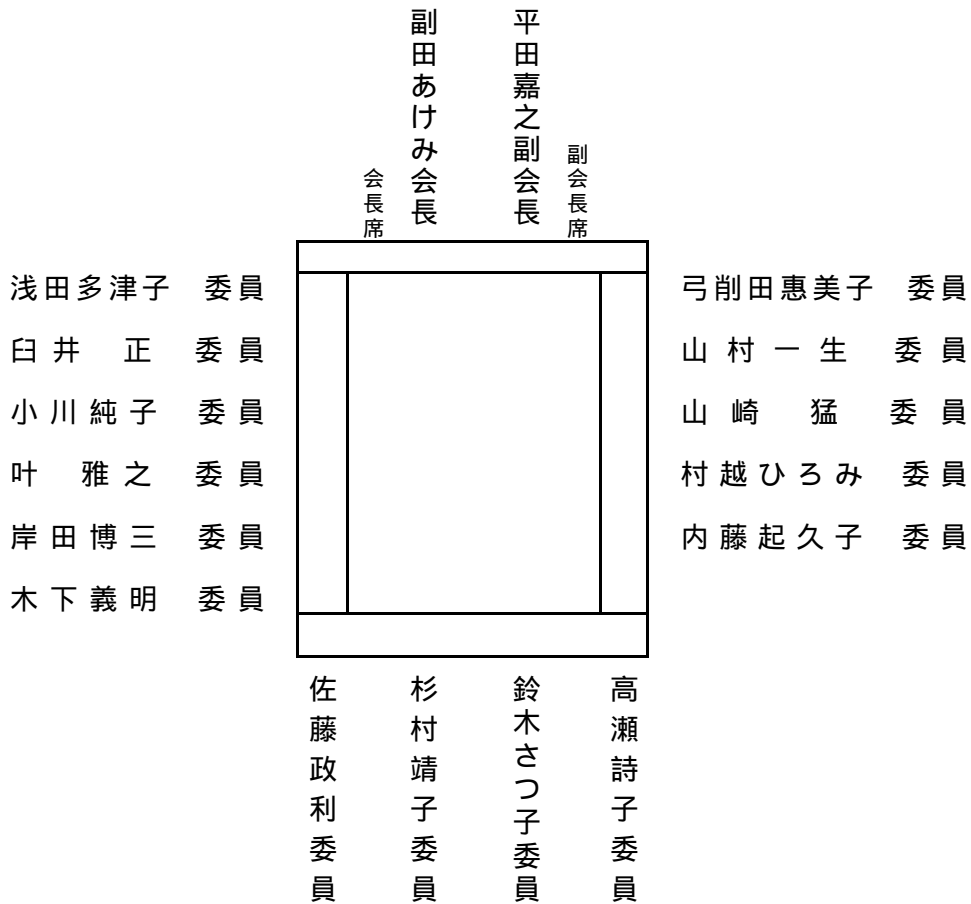 会長席
副田あけみ会長
平田嘉之副会長
副会長席
浅田多津子 委員
臼井 正 委員
小川純子 委員
叶 雅之 委員
岸田博三 委員
木下義明 委員
弓削田惠美子 委員
山村一生 委員
山崎 猛 委員
村越ひろみ 委員
内藤起久子 委員
佐藤政利委員
杉村靖子委員
鈴木さつ子委員
高瀬詩子委員